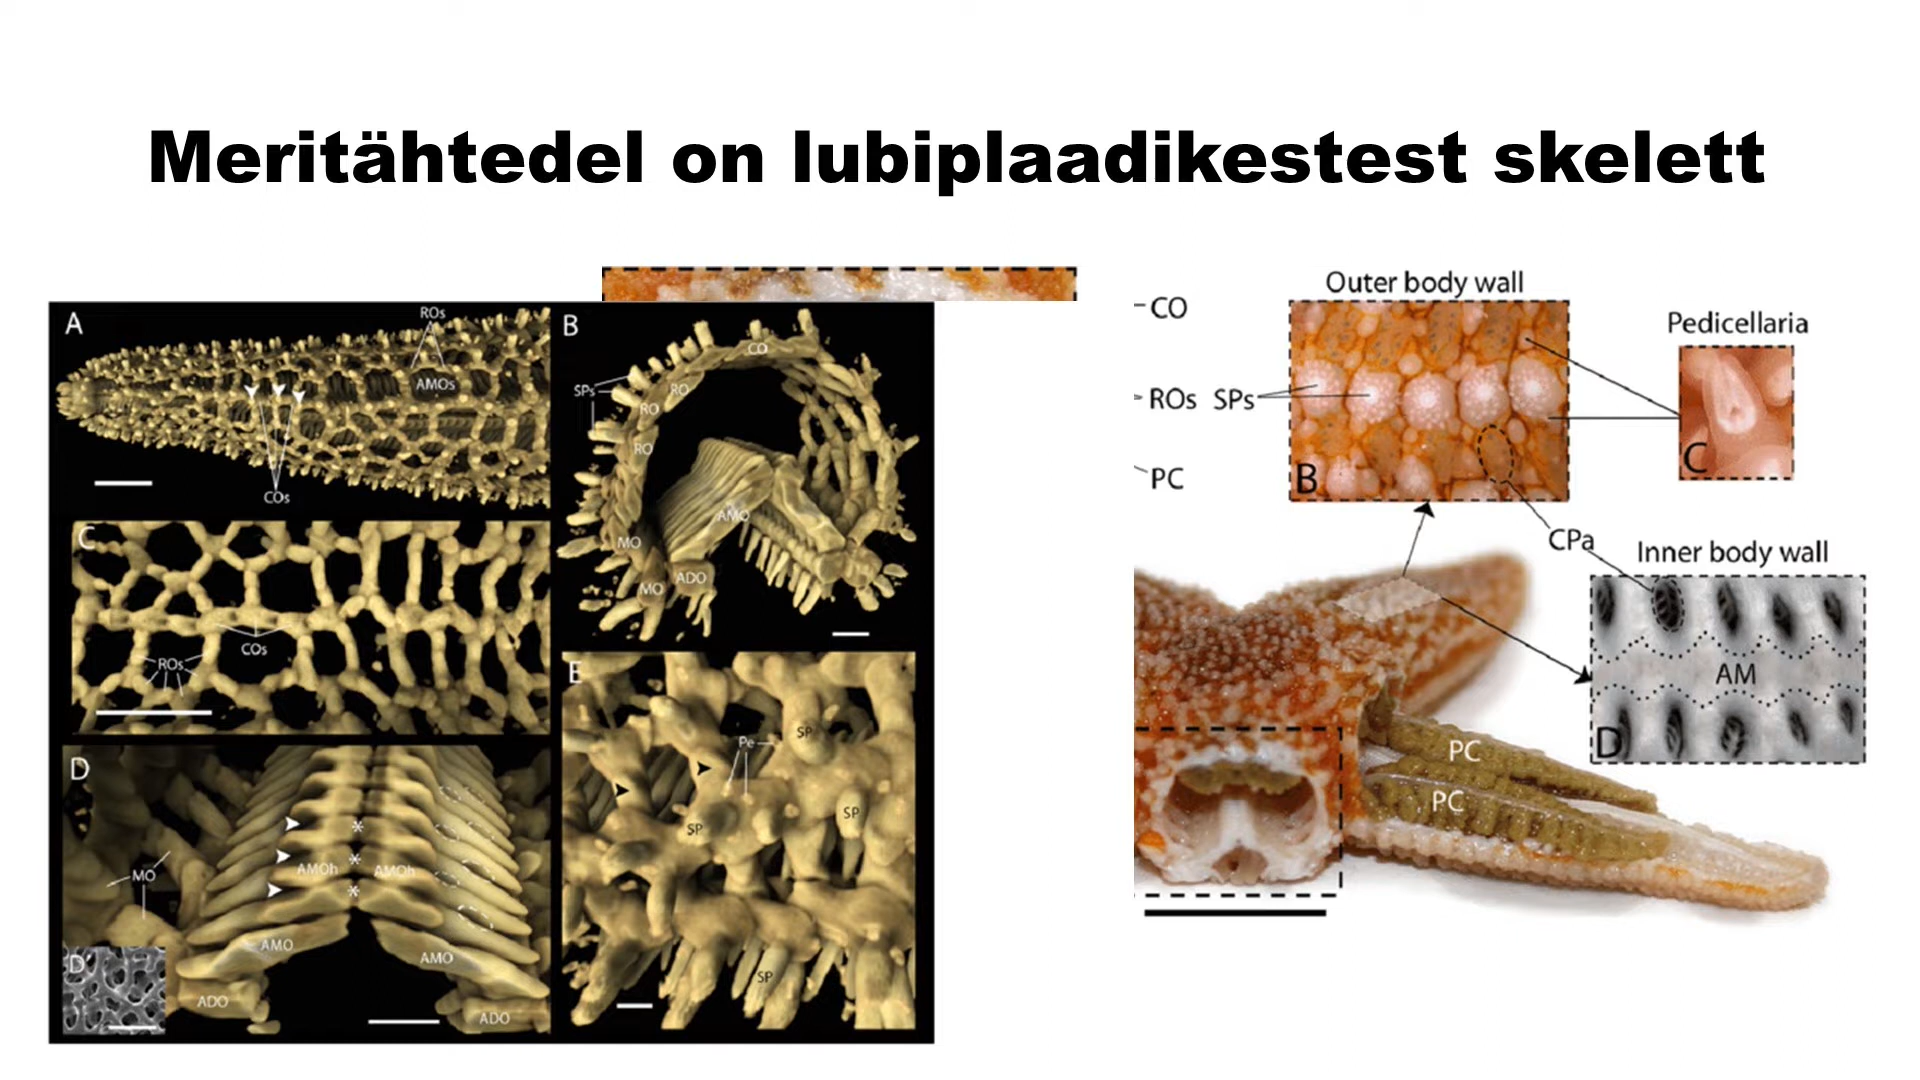 Meritähtedel on lubiplaadikestest skelett
A
ROs
AMOs
COs
B
CO
SPs
RO
RO
RO
AMO
MO
MO
ADO
C
COs
ROs
D
MO
AMOh
AMOh
*
*
*
AMO
AMO
D'
ADO
ADO
E
Pe
SP
SP
SP
SP
CO
ROs
PC
Outer body wall
SPs
B
Pedicellaria
C
CPa
Inner body wall
AM
D
PC
PC